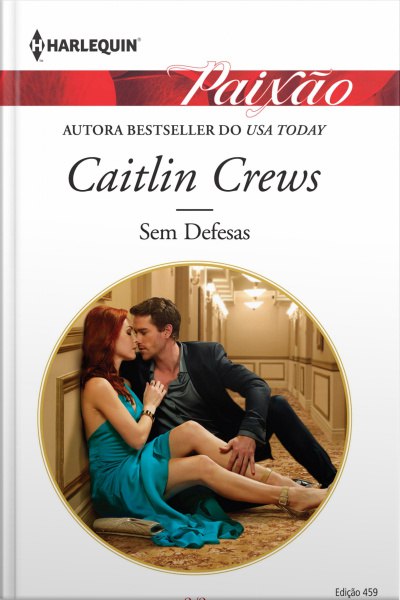 HARLEQUIN®
Paixão
AUTORA BESTSELLER DO USA TODAY
Caitlin Crews
Sem Defesas
Edição 459